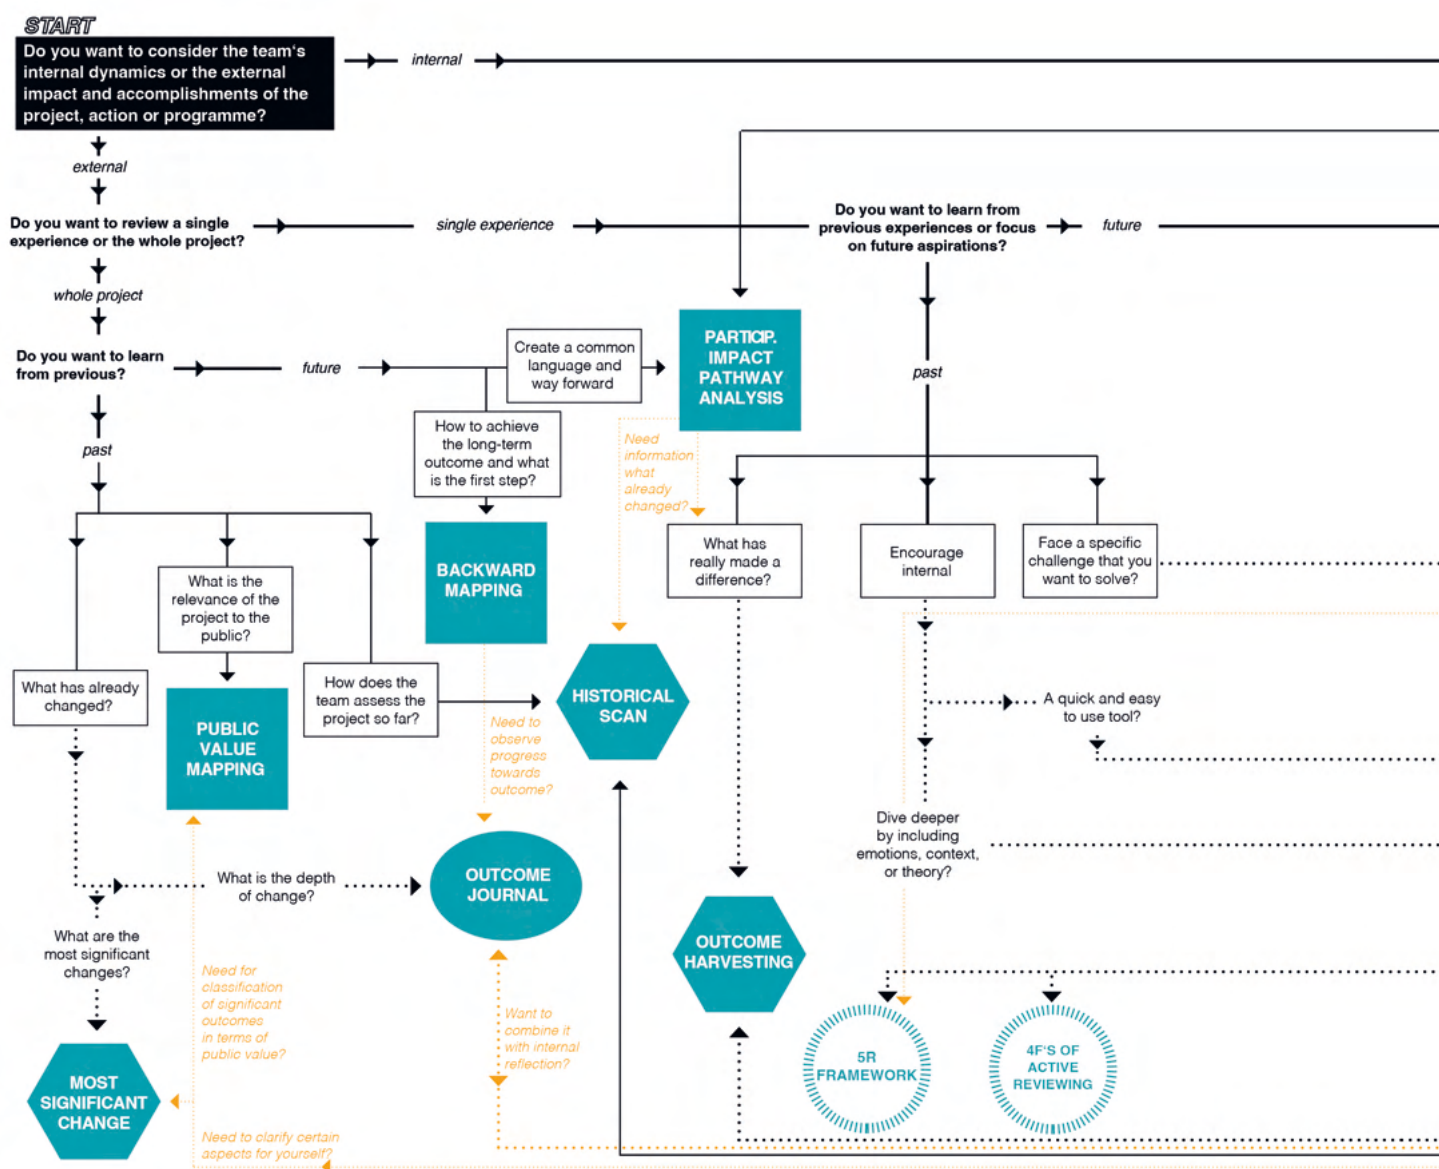 START
Do you want to consider the team's
internal dynamics or the external
impact and accomplishments of the
project, action or programme?
internal
external
Do you want to review a single
experience or the whole project?
single experience
Do you want to learn from
previous experiences or focus
on future aspirations?
future
whole project
Do you want to learn
from previous?
future
Create a common
language and
way forward
PARTICIP.
IMPACT
PATHWAY
ANALYSIS
past
past
How to achieve
the long-term
outcome and what
is the first step?
Need
information
what
already
changed?
BACKWARD
MAPPING
What has
really made a
difference?
Encourage
internal
Face a specific
challenge that you
want to solve?
What is the
relevance of the
project to the
public?
What has already
changed?
How does the
team assess the
project so far?
HISTORICAL
SCAN
A quick and easy
to use tool?
PUBLIC
VALUE
MAPPING
Need to
observe
progress
towards
outcome?
Dive deeper
by including
emotions, context,
or theory?
What is the depth
of change?
OUTCOME
JOURNAL
What are the
most significant
changes?
OUTCOME
HARVESTING
Need for
classification
of significant
outcomes
in terms of
public value?
Want to
combine it
with internal
reflection?
5R
FRAMEWORK
4F'S OF
ACTIVE
REVIEWING
MOST
SIGNIFICANT
CHANGE
Need to clarify certain
aspects for yourself?